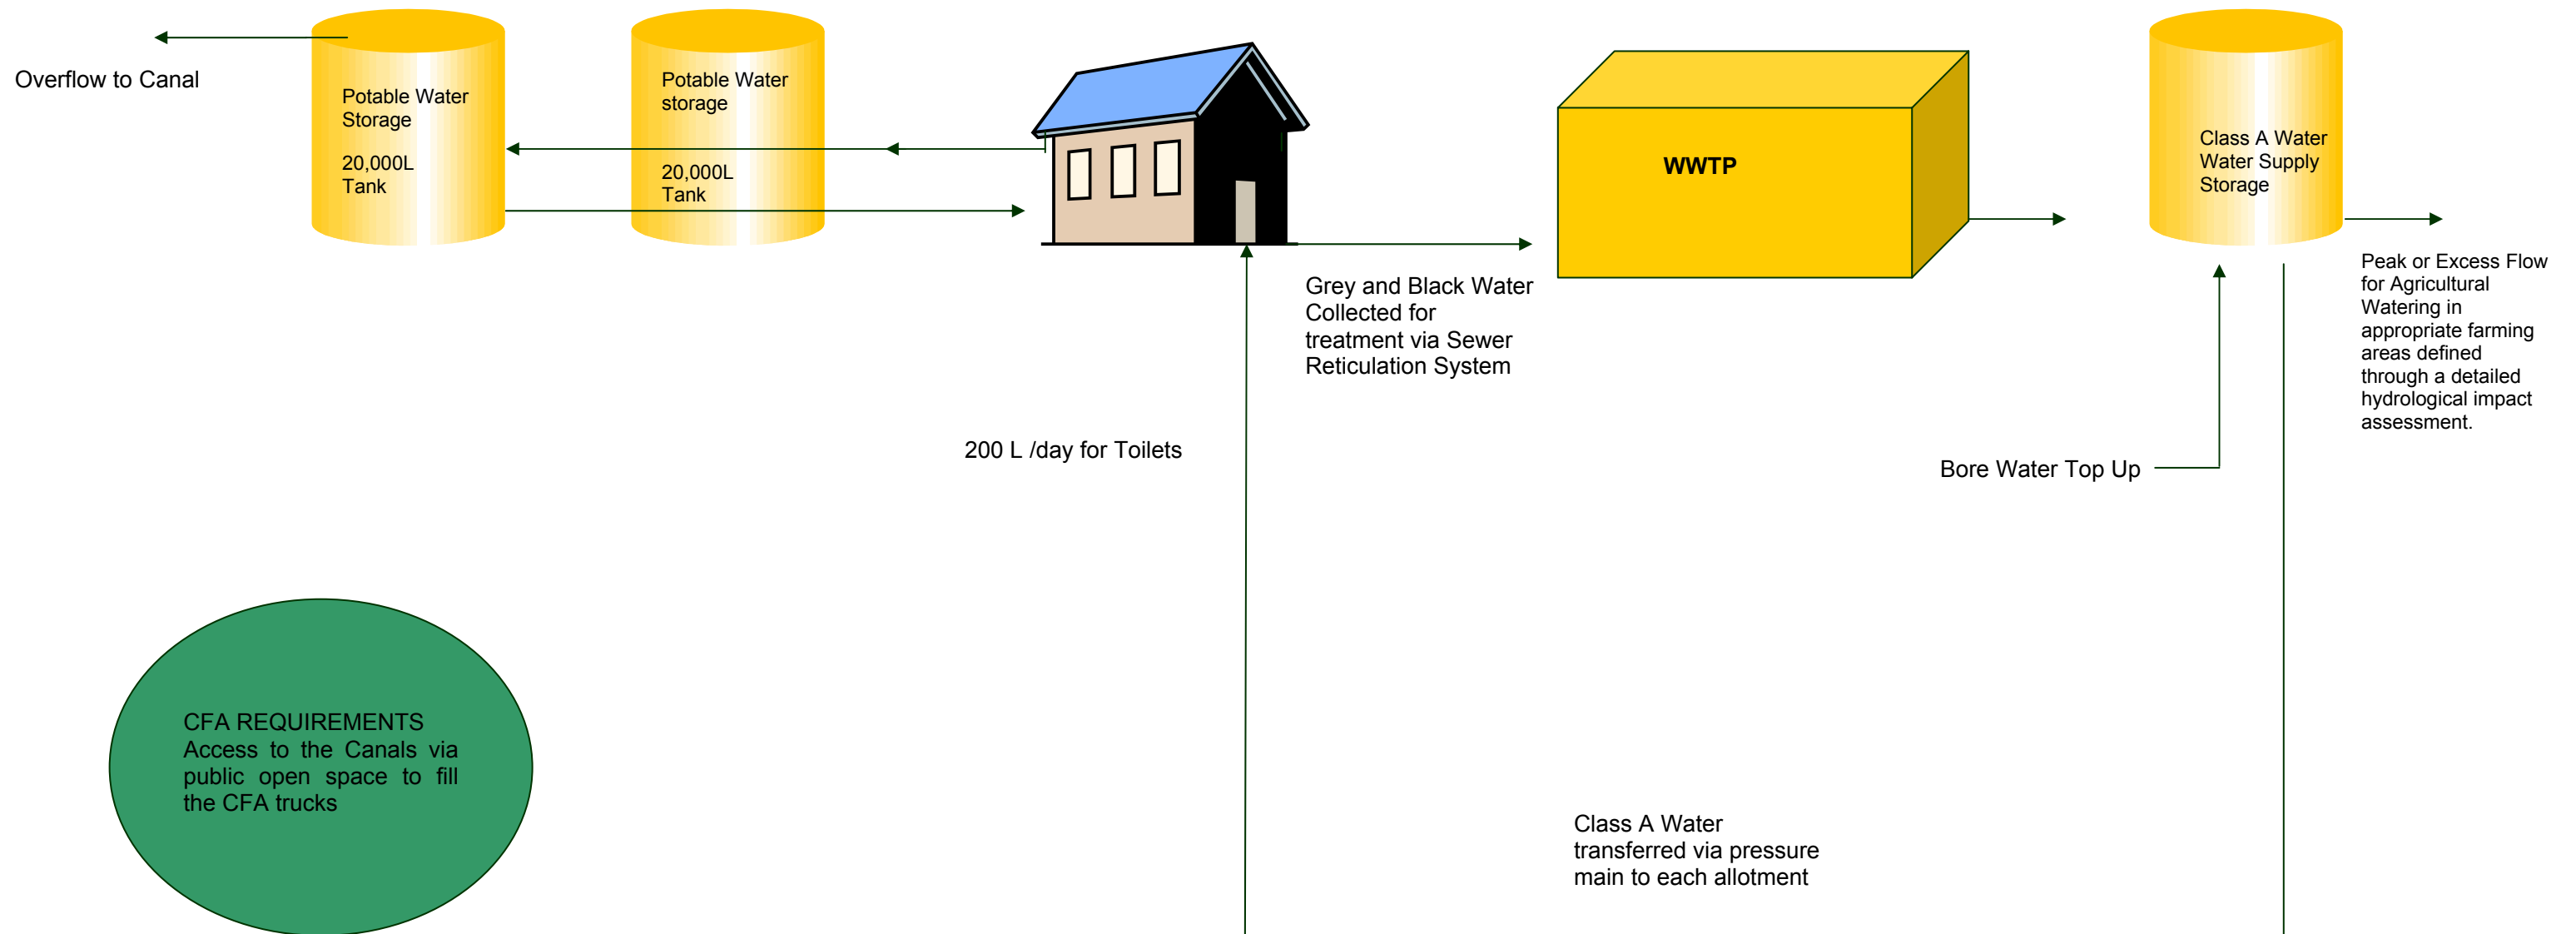 Overflow to Canal
Potable Water
Storage
20,000L
Tank
Potable Water
storage
20,000L
Tank
WWTP
Class A Water
Water Supply
Storage
Grey and Black Water
Collected for
treatment via Sewer
Reticulation System
Peak or Excess Flow
for Agricultural
Watering in
appropriate farming
areas defined
through a detailed
hydrological impact
assessment.
200 L /day for Toilets
Bore Water Top Up
CFA REQUIREMENTS
Access to the Canals via
public open space to fill
the CFA trucks
Class A Water
transferred via pressure
main to each allotment